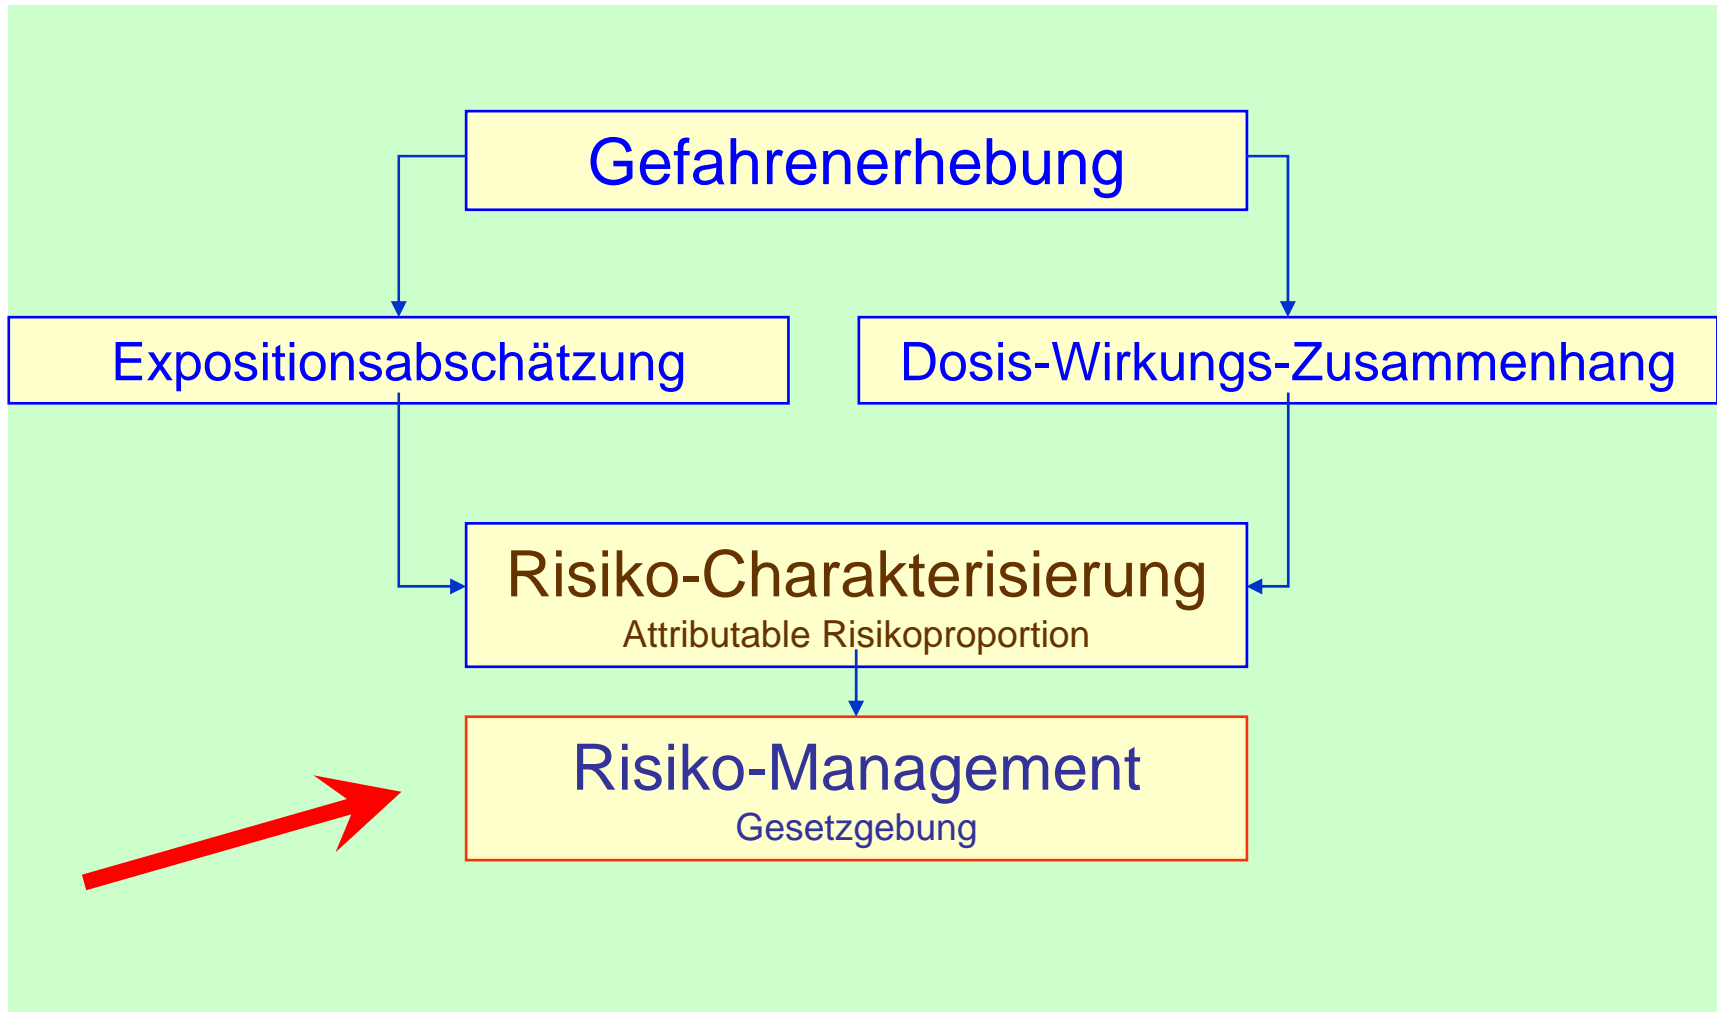 Gefahrenerhebung
Expositionsabschätzung
Dosis-Wirkungs-Zusammenhang
Risiko-Charakterisierung
Attributable Risikoproportion
Risiko-Management
Gesetzgebung